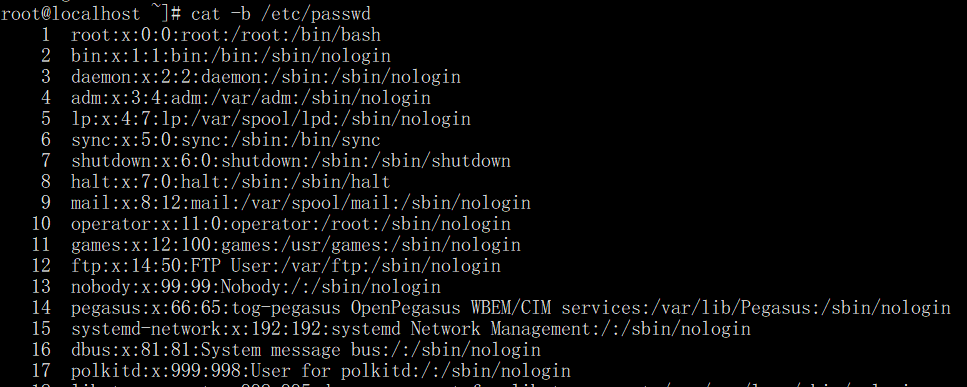 root@localhost ~]# cat -b /etc/passwd
1 root:x:0:0:root:/root:/bin/bash
2 bin:x:1:1:bin:/bin:/sbin/nologin
3 daemon:x:2:2:daemon:/sbin:/sbin/nologin
4 adm:x:3:4:adm:/var/adm:/sbin/nologin
5 lp:x:4:7:lp:/var/spool/lpd:/sbin/nologin
6 sync:x:5:0:sync:/sbin:/bin/sync
7 shutdown:x:6:0:shutdown:/sbin:/sbin/shutdown
8 halt:x:7:0:halt:/sbin:/sbin/halt
9 mail:x:8:12:mail:/var/spool/mail:/sbin/nologin
10 operator:x:11:0:operator:/root:/sbin/nologin
11 games:x:12:100:games:/usr/games:/sbin/nologin
12 ftp:x:14:50:FTP User:/var/ftp:/sbin/nologin
13 nobody:x:99:99:Nobody:/:/sbin/nologin
14 pegasus:x:66:65:tog-pegasus OpenPegasus WBEM/CIM services:/var/lib/Pegasus:/sbin/nologin
15 systemd-network:x:192:192:systemd Network Management:/:/sbin/nologin
16 dbus:x:81:81:System message bus:/:/sbin/nologin
17 polkitd:x:999:998:User for polkitd:/:/sbin/nologin